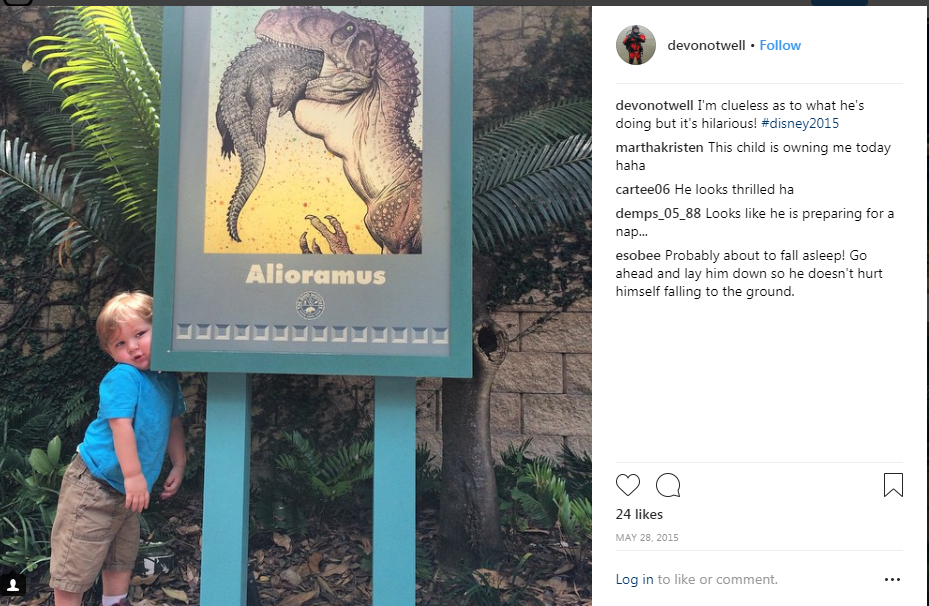 Alioramus
devonotwell • Follow
devonotwell I'm clueless as to what he's
doing but it's hilarious! #disney2015
marthakristen This child is owning me today
haha
cartee06 He looks thrilled ha
demps_05_88 Looks like he is preparing for a
nap...
esobee Probably about to fall asleep! Go
ahead and lay him down so he doesn't hurt
himself falling to the ground.
24 likes
MAY 28, 2015
Log in to like or comment.